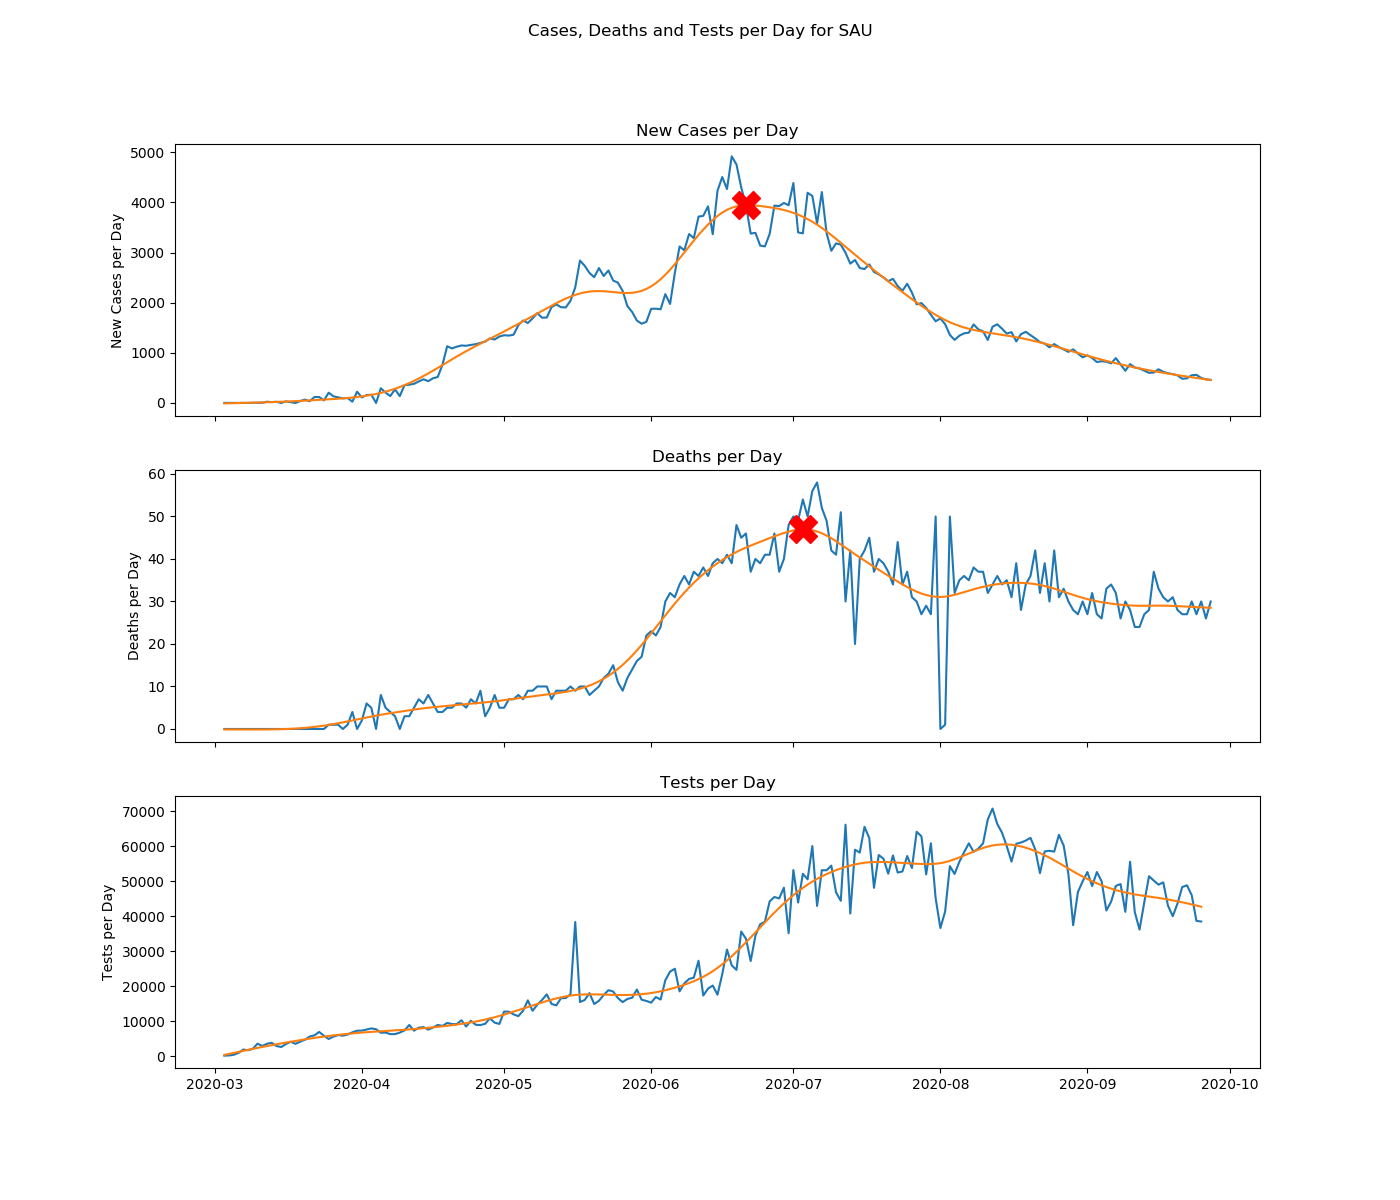 Cases, Deaths and Tests per Day for SAU
New Cases per Day
5000
4000
3000
2000
1000
0
New Cases per Day
Deaths per Day
60
50
40
30
20
10
0
Deaths per Day
Tests per Day
70000
60000
50000
40000
30000
20000
10000
0
Tests per Day
2020-03 2020-04 2020-05 2020-06 2020-07 2020-08 2020-09 2020-10